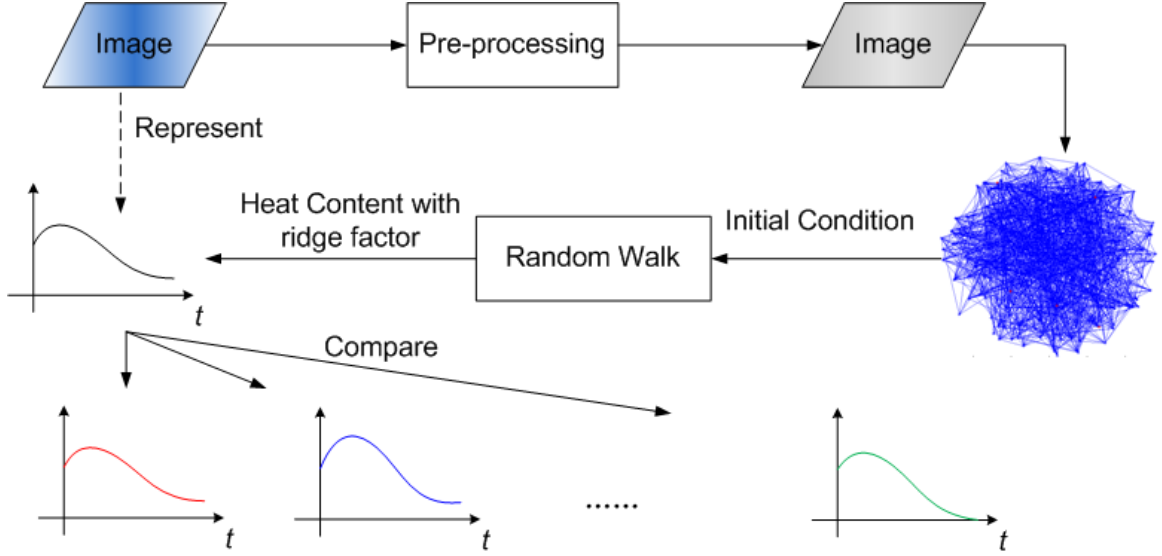 Image
Pre-processing
Image
Represent
Heat Content with
ridge factor
Random Walk
Initial Condition
t
Compare
t
t
......
t